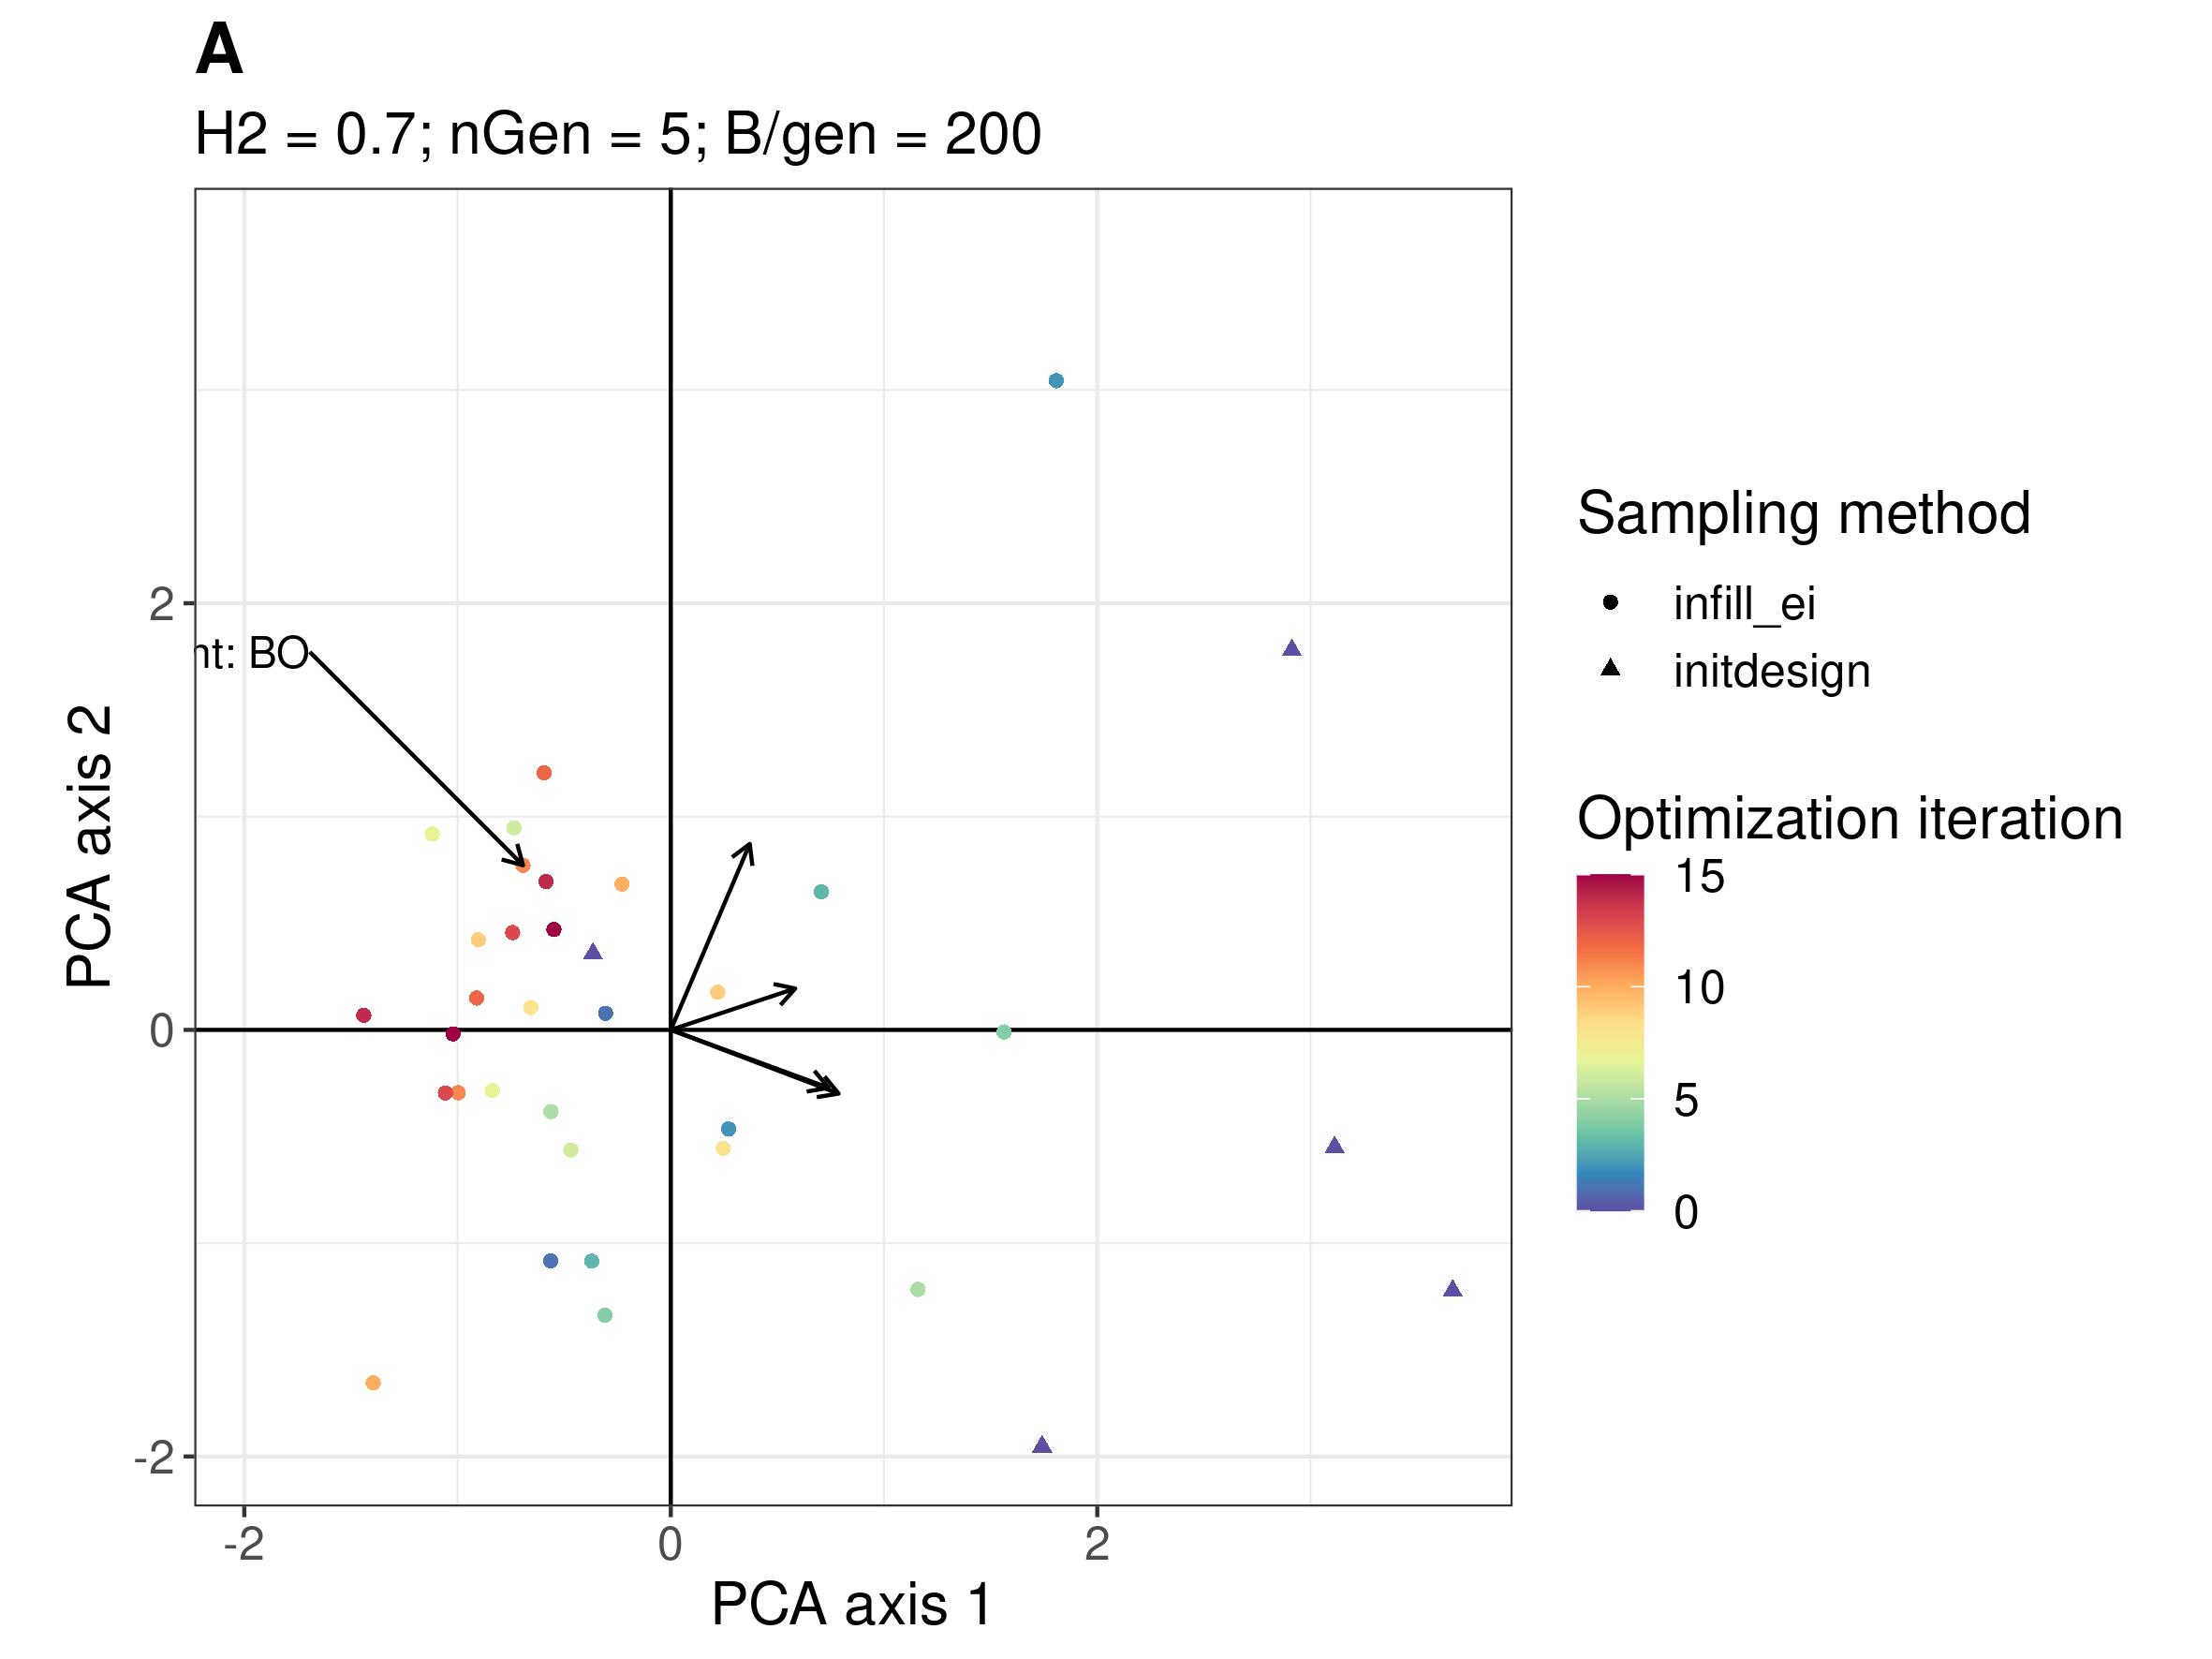 A
H2 = 0.7; nGen = 5; B/gen = 200
PCA axis 2
2
0
-2
nt: BO
-2
0
2
PCA axis 1
Sampling method
infill_ei
initdesign
Optimization iteration
15
10
5
0